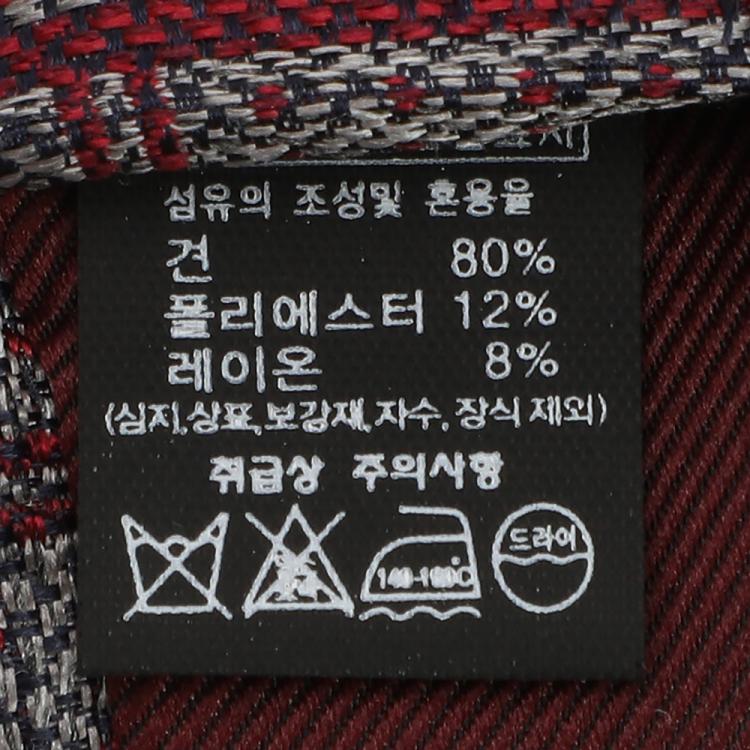 섬유의 조성및 혼용율
견 80%
폴리에스터 12%
레이온 8%
(심지,상표,보강재,자수,장식 제외)
취급상 주의사항
드라이
140-160℃